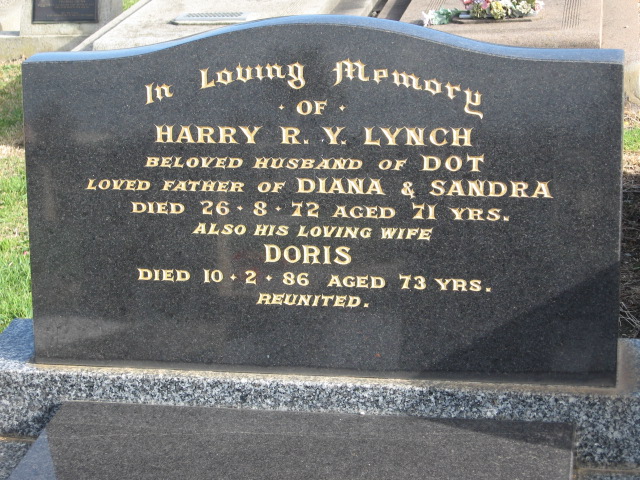 In Loving Memory
· OF ·
HARRY R. Y. LYNCH
BELOVED HUSBAND OF DOT
LOVED FATHER OF DIANA & SANDRA
DIED 26·8·72 AGED 71 YRS.
ALSO HIS LOVING WIFE
DORIS
DIED 10·2·86 AGED 73 YRS.
REUNITED.